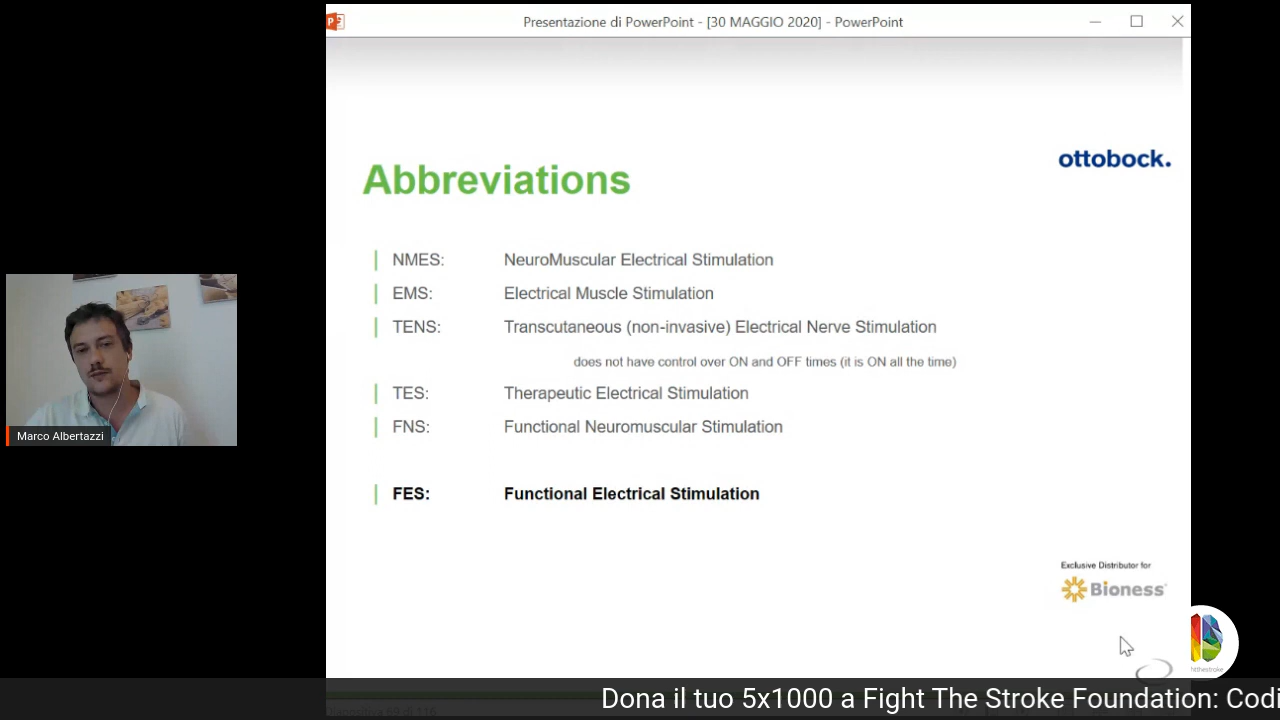 Presentazione di PowerPoint - [30 MAGGIO 2020] - PowerPoint
ottobock.
Abbreviations
NMES: NeuroMuscular Electrical Stimulation
EMS: Electrical Muscle Stimulation
TENS: Transcutaneous (non-invasive) Electrical Nerve Stimulation
does not have control over ON and OFF times (it is ON all the time)
TES: Therapeutic Electrical Stimulation
FNS: Functional Neuromuscular Stimulation
FES: Functional Electrical Stimulation
Marco Albertazzi
Exclusive Distributor for
Bioness
Dona il tuo 5x1000 a Fight The Stroke Foundation: Codi